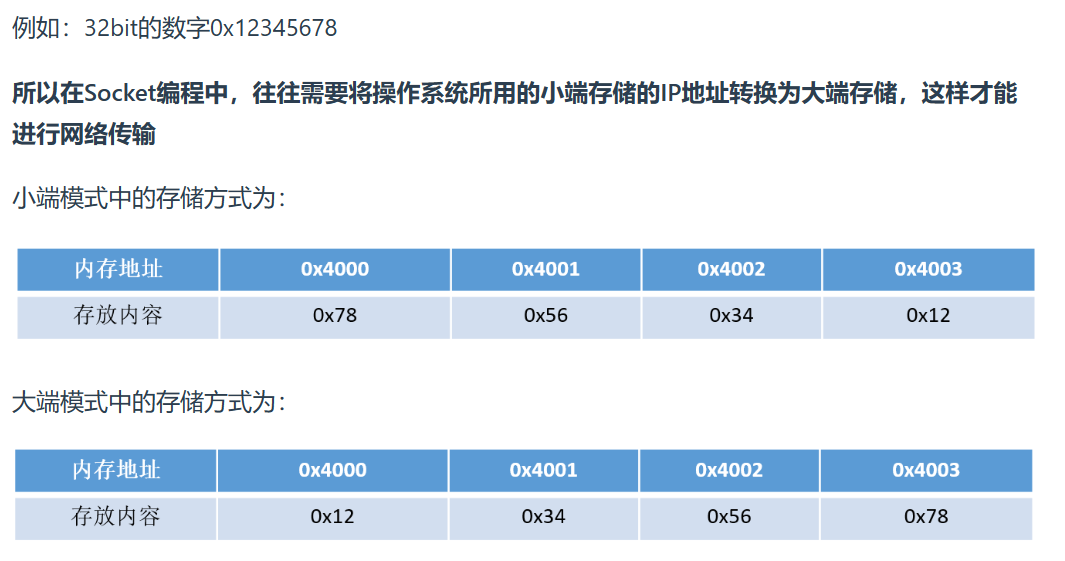 例如：32bit的数字0x12345678
所以在Socket编程中，往往需要将操作系统所用的小端存储的IP地址转换为大端存储，这样才能
进行网络传输
小端模式中的存储方式为：
内存地址 0x4000 0x4001 0x4002 0x4003
存放内容 0x78 0x56 0x34 0x12
大端模式中的存储方式为：
内存地址 0x4000 0x4001 0x4002 0x4003
存放内容 0x12 0x34 0x56 0x78